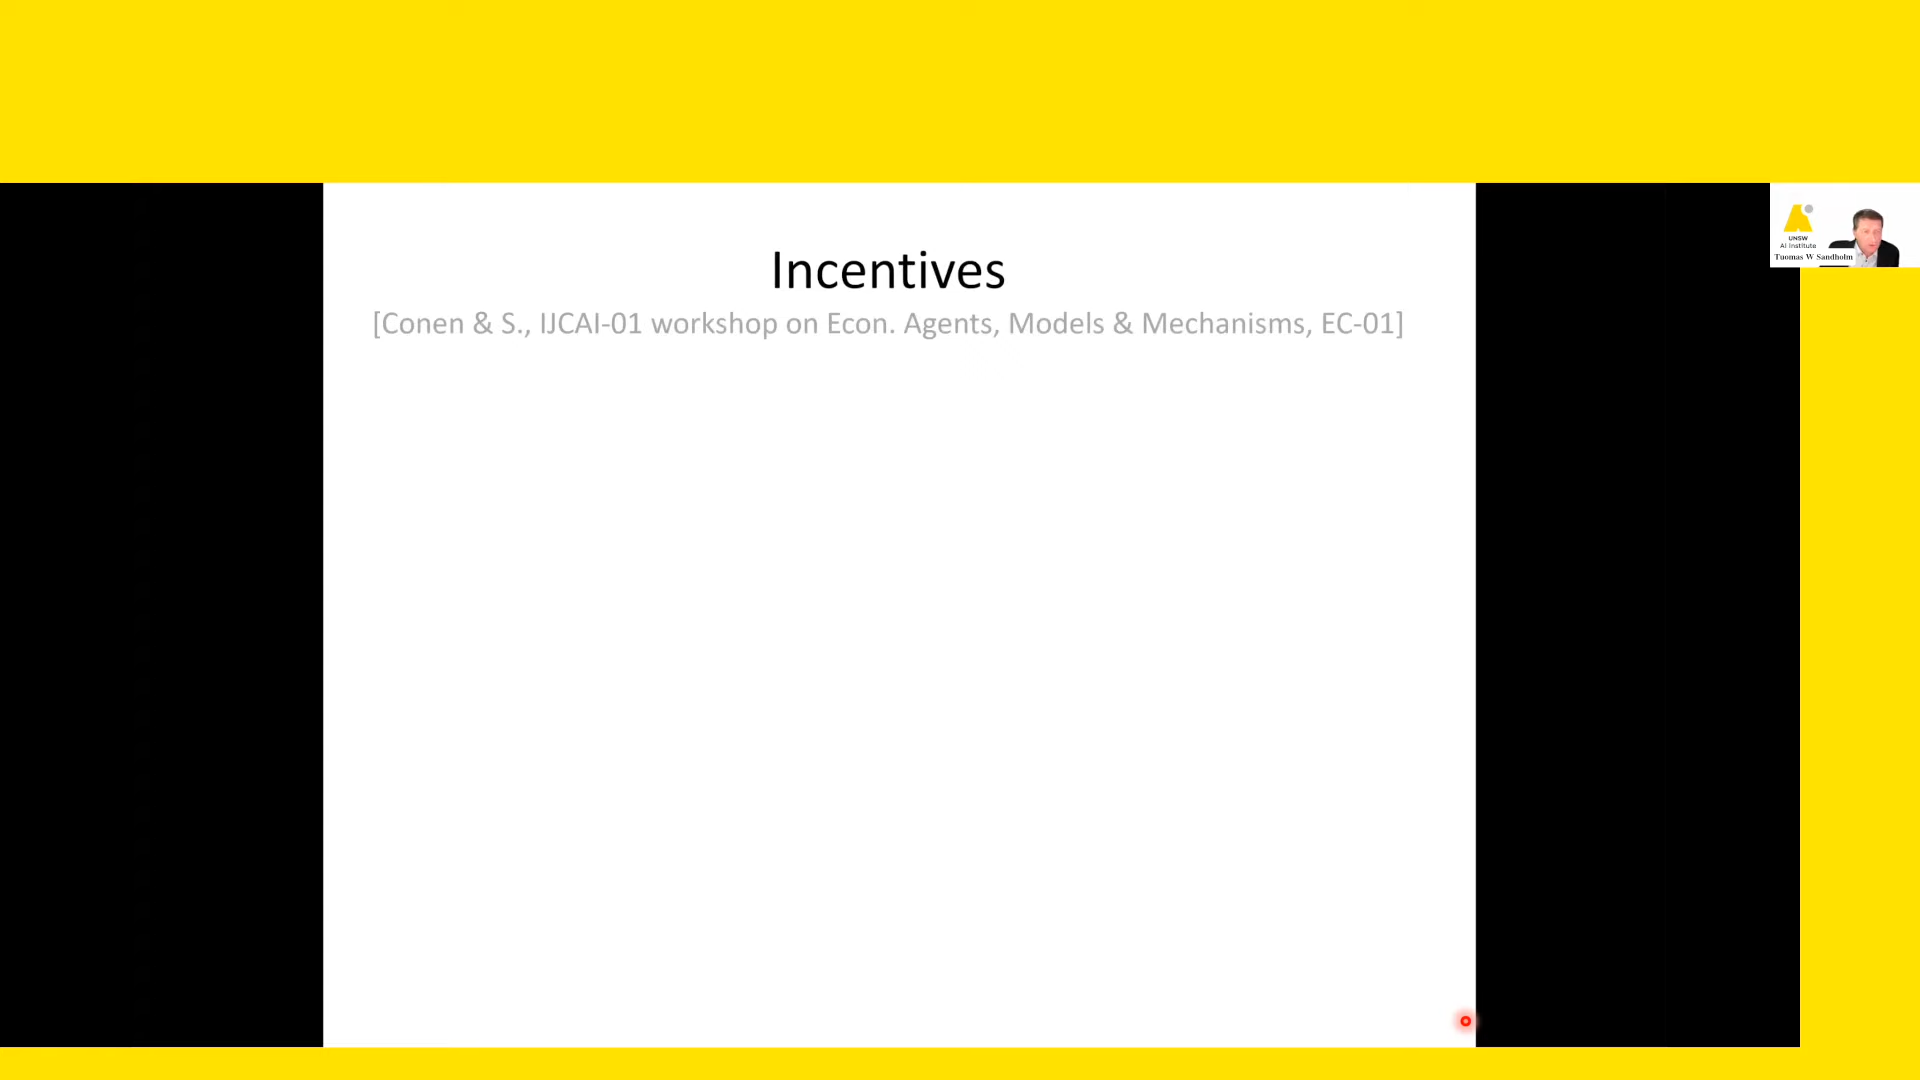 Incentives
[Conen & S., IJCAI-01 workshop on Econ. Agents, Models & Mechanisms, EC-01]
UNSW
AI Institute
Tuomas W Sandholm